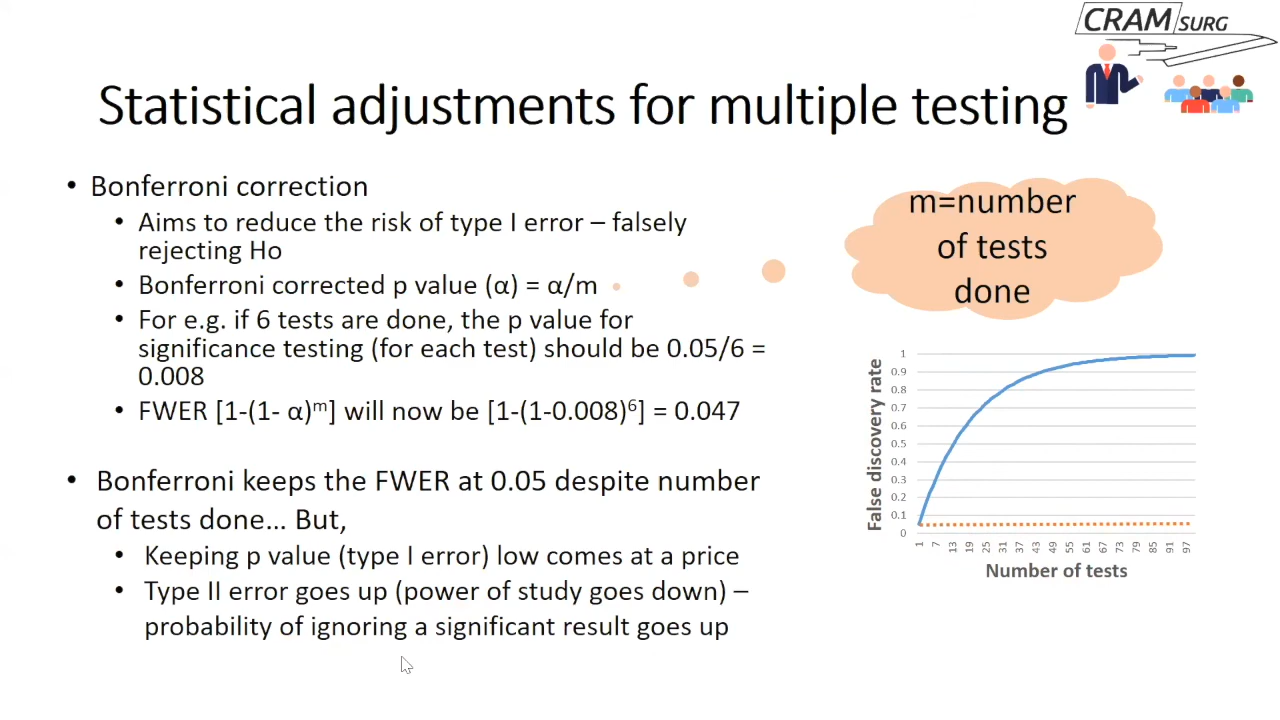 CRAM SURG
Statistical adjustments for multiple testing
• Bonferroni correction
• Aims to reduce the risk of type I error – falsely
rejecting Ho
• Bonferroni corrected p value (α) = α/m
• For e.g. if 6 tests are done, the p value for
significance testing (for each test) should be 0.05/6 =
0.008
• FWER [1-(1- α)ᵐ] will now be [1-(1-0.008)⁶] = 0.047
• Bonferroni keeps the FWER at 0.05 despite number
of tests done… But,
• Keeping p value (type I error) low comes at a price
• Type II error goes up (power of study goes down) –
probability of ignoring a significant result goes up
m=number
of tests
done
False discovery rate
1
0.9
0.8
0.7
0.6
0.5
0.4
0.3
0.2
0.1
0
1 7 13 19 25 31 37 43 49 55 61 67 73 79 85 91 97
Number of tests